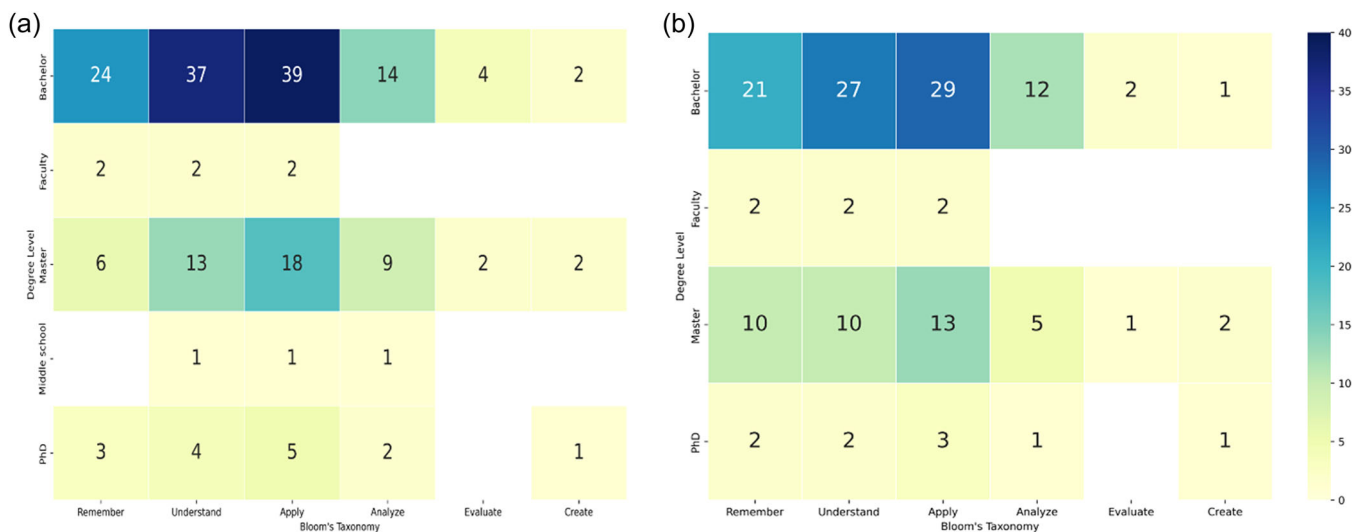 (a)
Bachelor 24 37 39 14 4 2
Faculty 2 2 2
Degree Level
Master 6 13 18 9 2 2
Middle school 1 1 1
PhD 3 4 5 2 1
Remember Understand Apply Analyze Evaluate Create
Bloom's Taxonomy
(b)
Bachelor 21 27 29 12 2 1
Faculty 2 2 2
Degree Level
Master 10 10 13 5 1 2
PhD 2 2 3 1 1
Remember Understand Apply Analyze Evaluate Create
Bloom's Taxonomy
40
35
30
25
20
15
10
5
0